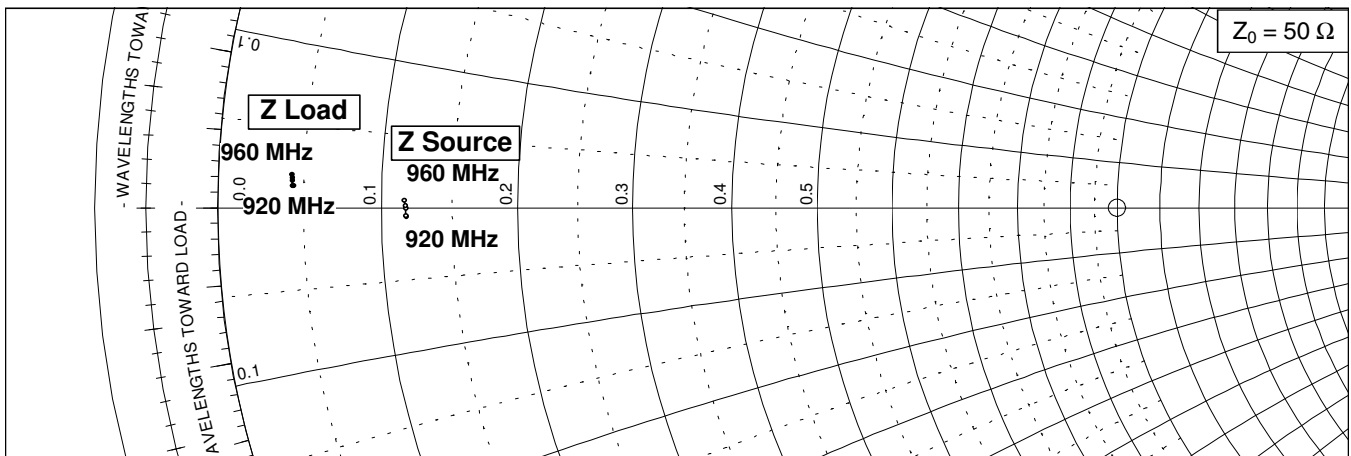 Z₀ = 50 Ω
- WAVELENGTHS TOWA
AVELENGTHS TOWARD LOAD -
0.1
Z Load
Z Source
960 MHz
960 MHz
0.0
0.1
0.2
0.3
0.4
0.5
920 MHz
920 MHz
0.1